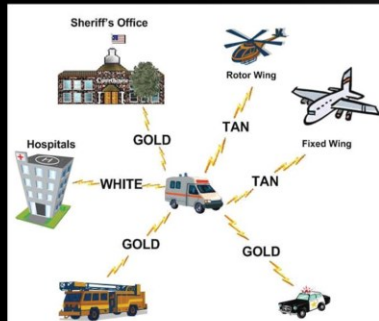 Sheriff's Office
Rotor Wing
GOLD
TAN
Hospitals
Fixed Wing
WHITE
TAN
GOLD
GOLD